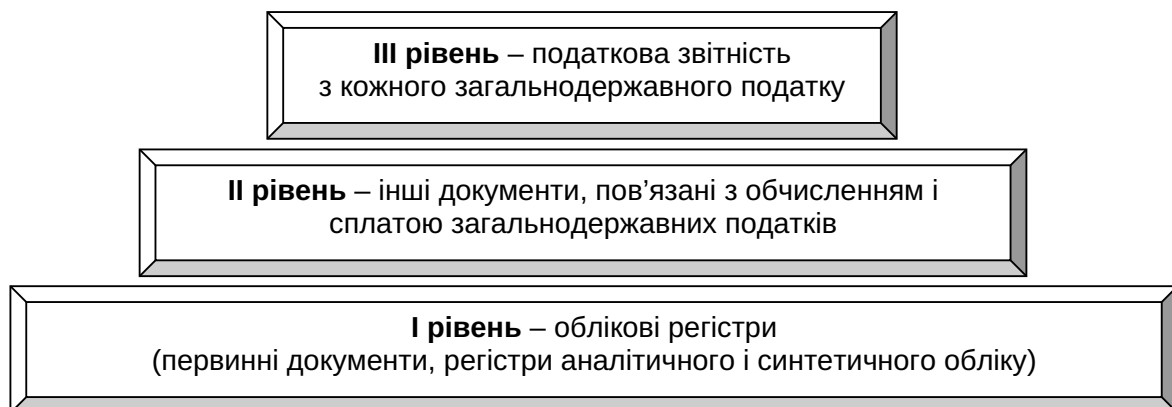 III рівень – податкова звітність
з кожного загальнодержавного податку
II рівень – інші документи, пов’язані з обчисленням і
сплатою загальнодержавних податків
I рівень – облікові регістри
(первинні документи, регістри аналітичного і синтетичного обліку)